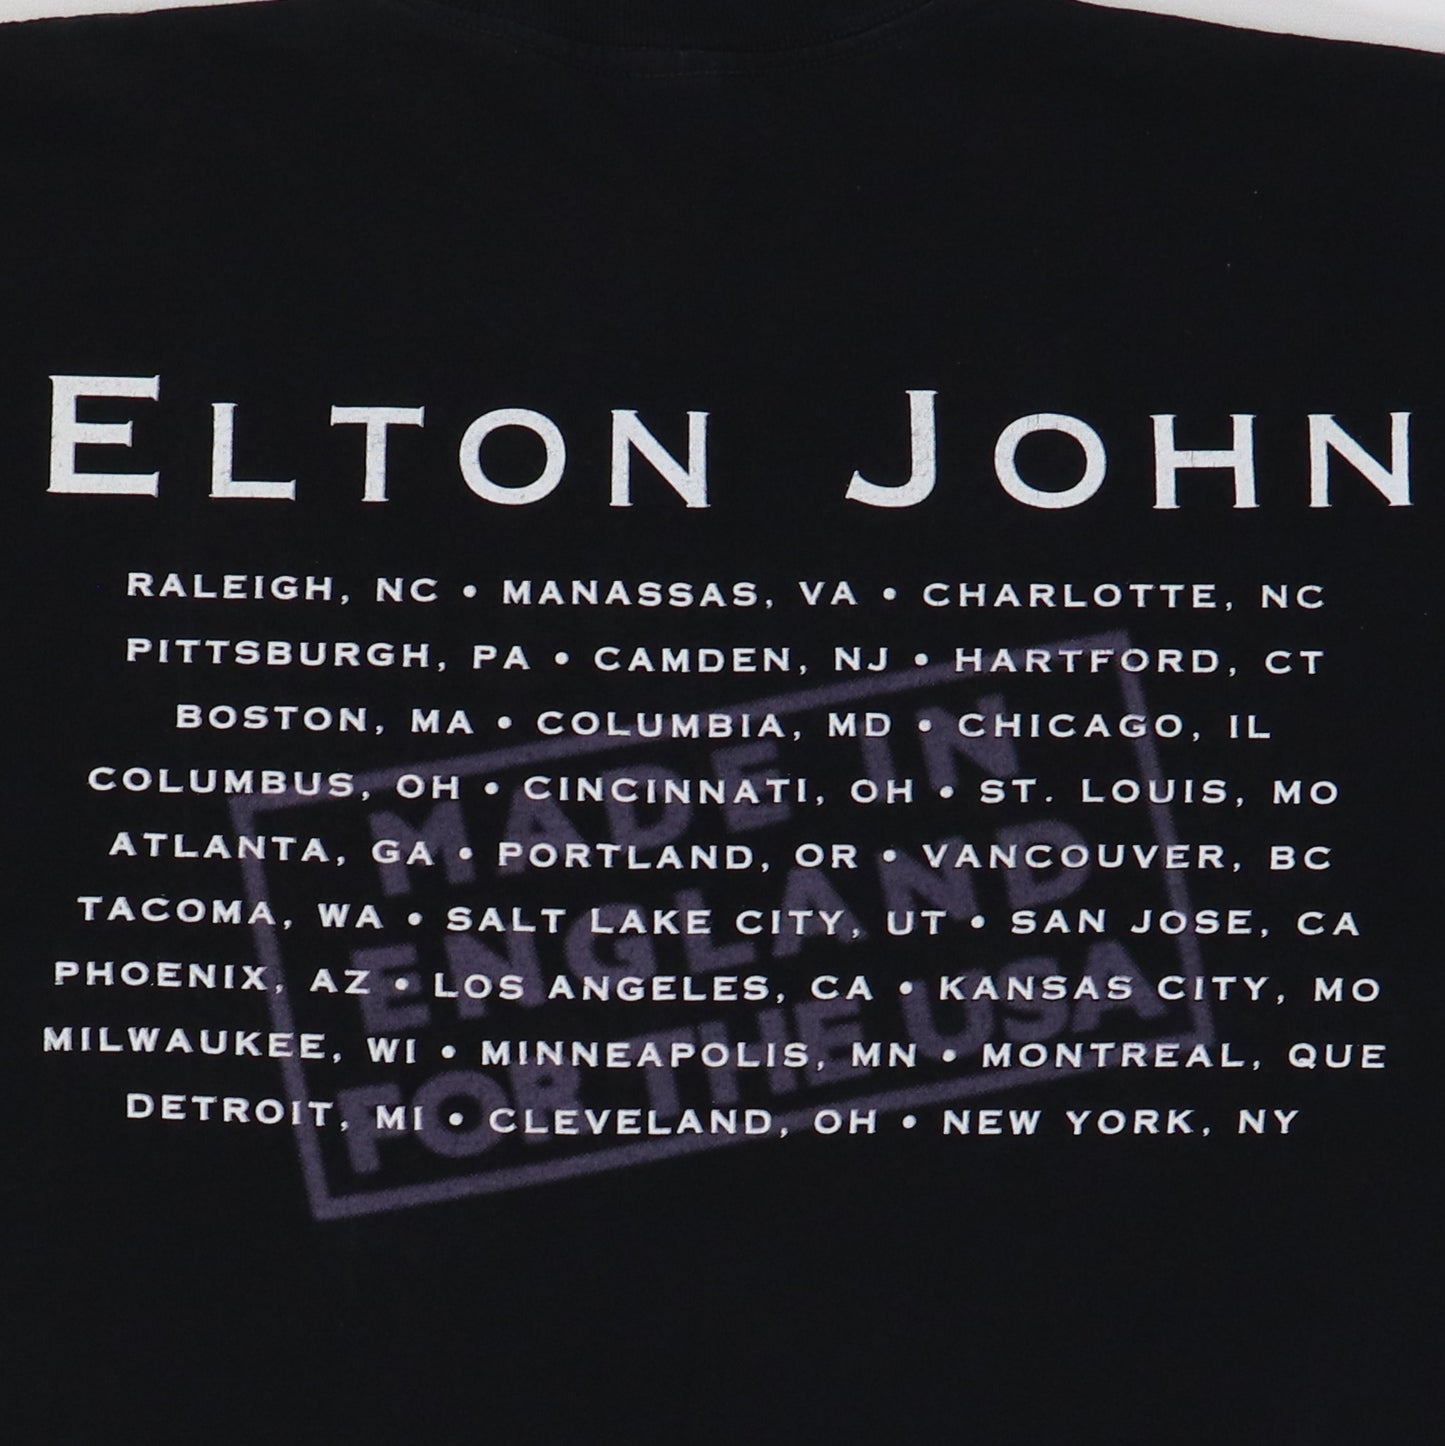 ELTON JOHN
RALEIGH, NC • MANASSAS, VA • CHARLOTTE, NC
PITTSBURGH, PA • CAMDEN, NJ • HARTFORD, CT
BOSTON, MA • COLUMBIA, MD • CHICAGO, IL
COLUMBUS, OH • CINCINNATI, OH • ST. LOUIS, MO
ATLANTA, GA • PORTLAND, OR • VANCOUVER, BC
TACOMA, WA • SALT LAKE CITY, UT • SAN JOSE, CA
PHOENIX, AZ • LOS ANGELES, CA • KANSAS CITY, MO
MILWAUKEE, WI • MINNEAPOLIS, MN • MONTREAL, QUE
DETROIT, MI • CLEVELAND, OH • NEW YORK, NY
MADE IN
ENGLAND
FOR THE USA